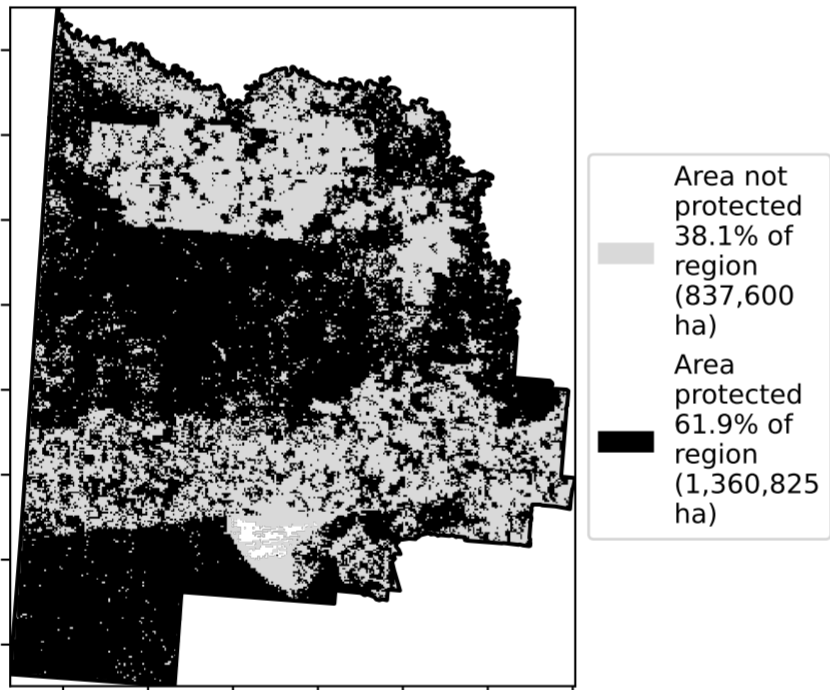 Area not
protected
38.1% of
region
(837,600
ha)
Area
protected
61.9% of
region
(1,360,825
ha)